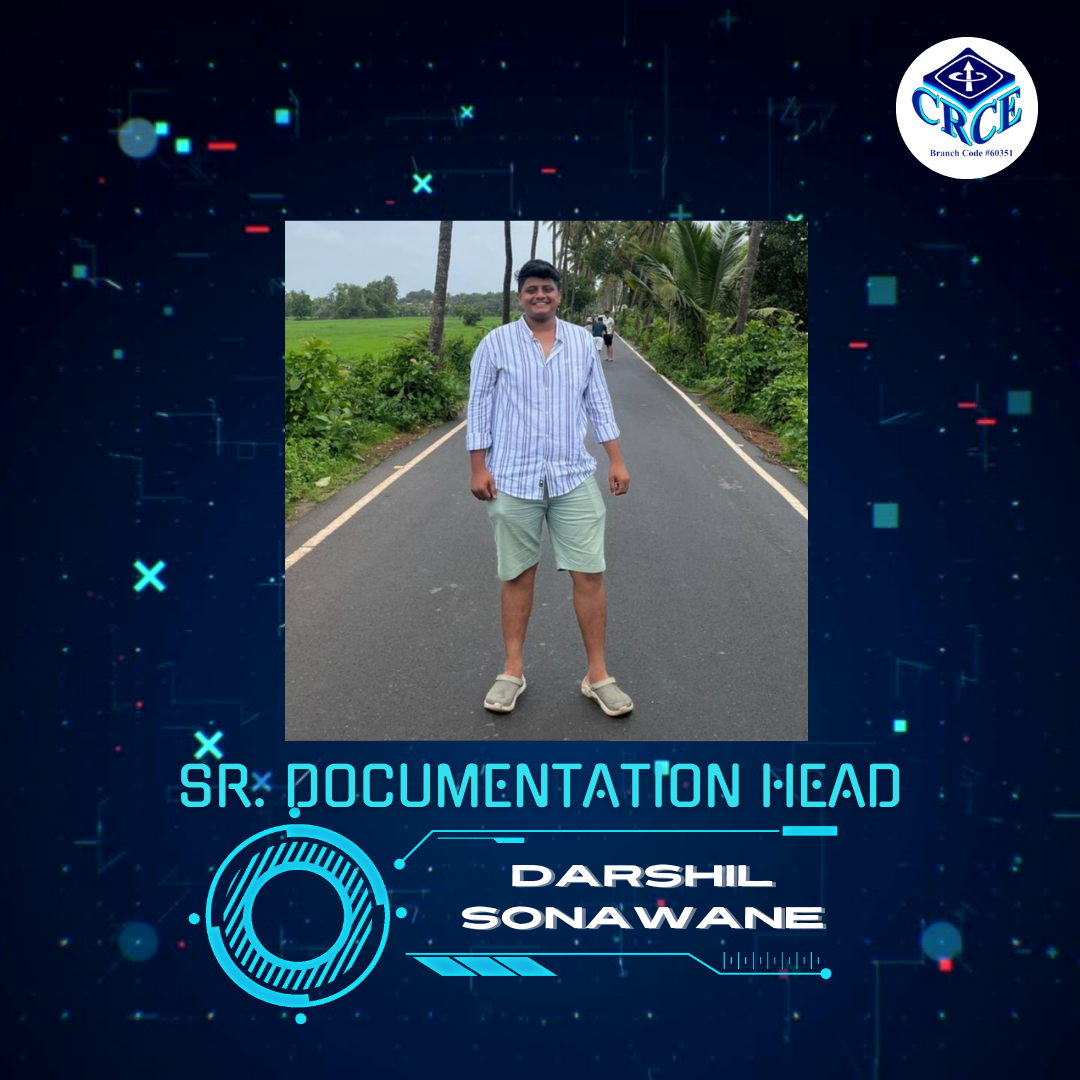 CRCE
Branch Code #60351
SR. DOCUMENTATION HEAD
DARSHIL
SONAWANE